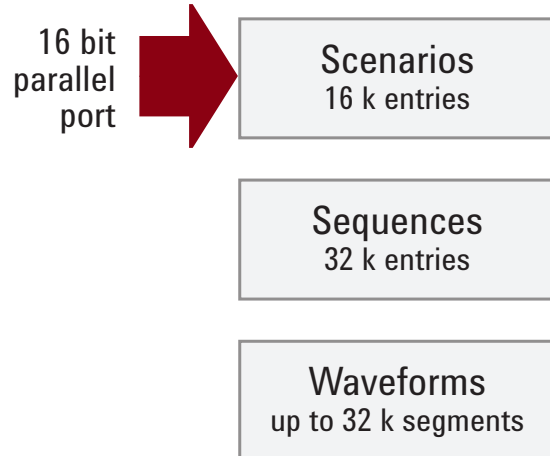 16 bit
parallel
port
Scenarios
16 k entries
Sequences
32 k entries
Waveforms
up to 32 k segments